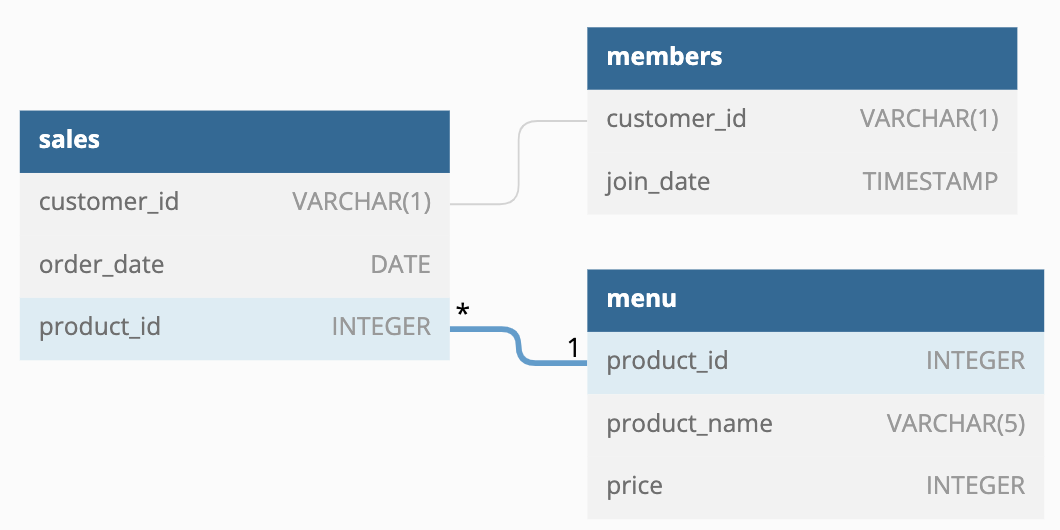 sales
customer_id VARCHAR(1)
order_date DATE
product_id INTEGER
*
1
members
customer_id VARCHAR(1)
join_date TIMESTAMP
menu
product_id INTEGER
product_name VARCHAR(5)
price INTEGER